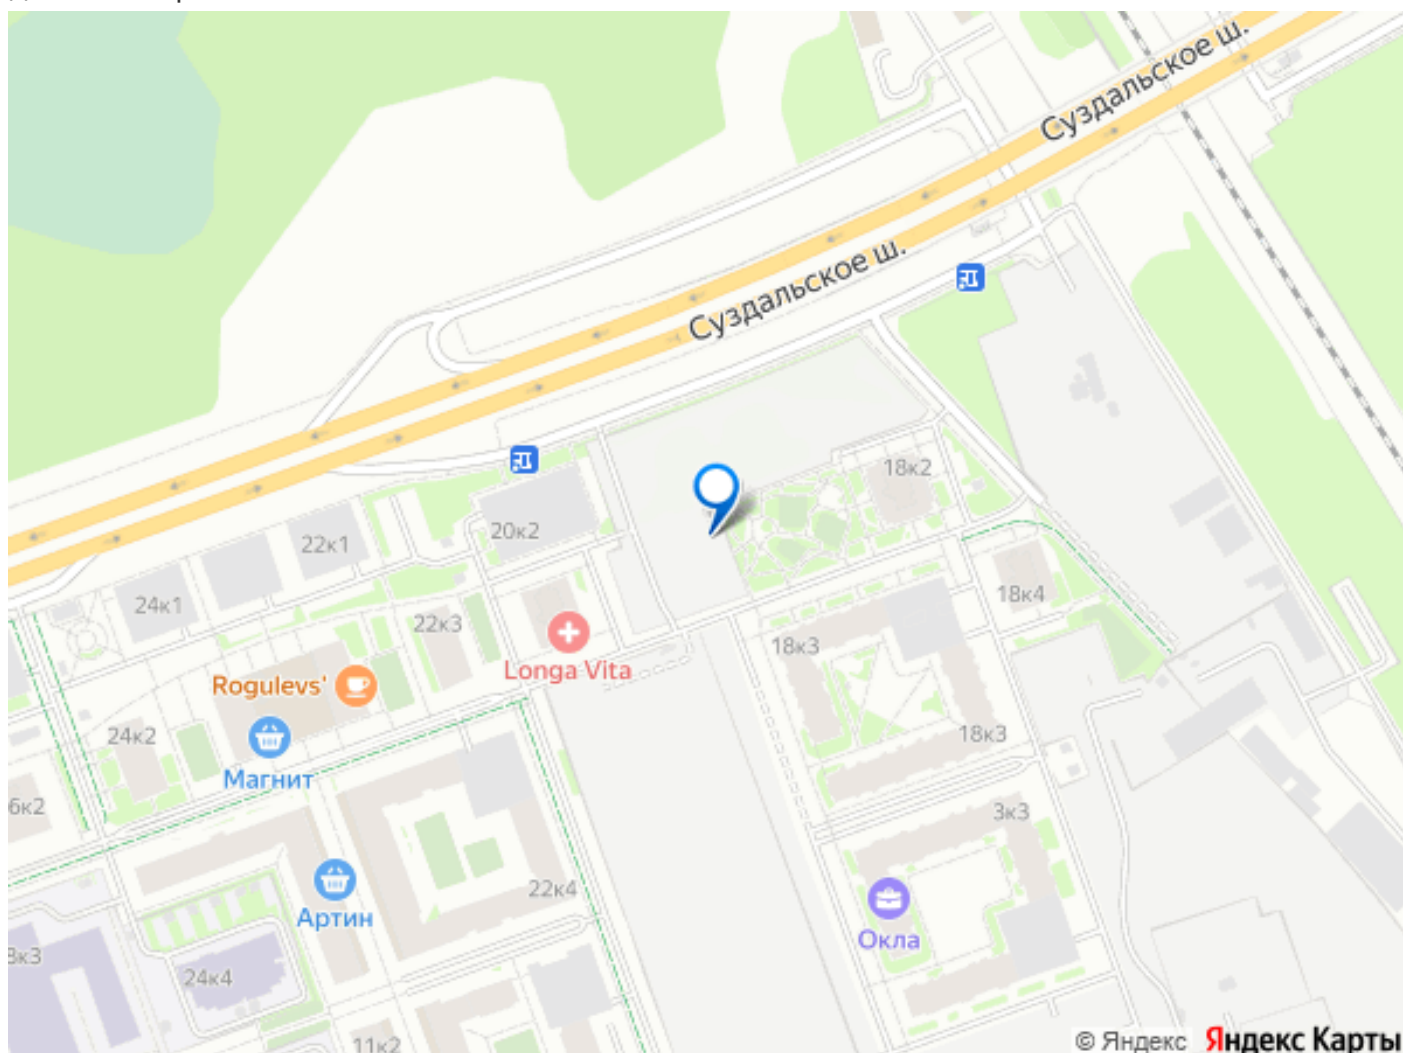 Суздальское ш.
Суздальское ш.
18к2
20к2
22к1
24к1
18к4
22к3
18к3
Longa Vita
Rogulevs'
24к2
18к3
Магнит
6к2
3к3
22к4
Артин
Окла
3к3
24к4
11к2
© Яндекс Яндекс Карты